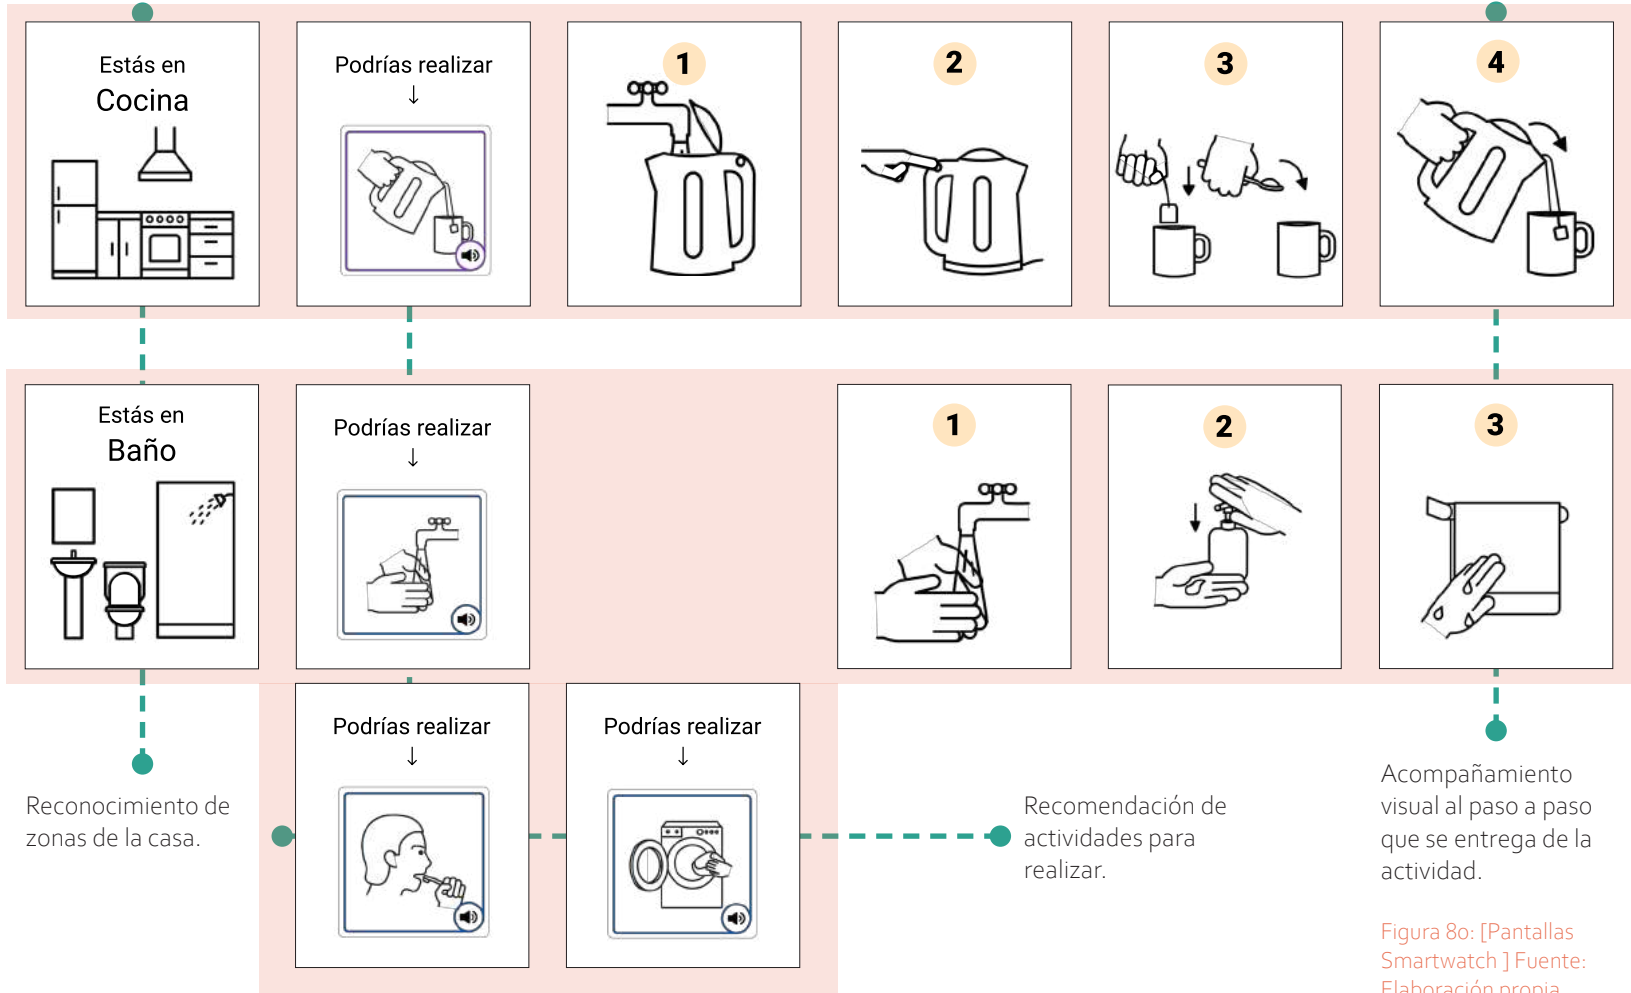 Estás en
Cocina
Podrías realizar
↓
1
2
3
4
Estás en
Baño
Podrías realizar
↓
1
2
3
Podrías realizar
↓
Podrías realizar
↓
Reconocimiento de
zonas de la casa.
Recomendación de
actividades para
realizar.
Acompañamiento
visual al paso a paso
que se entrega de la
actividad.
Figura 80: [Pantallas
Smartwatch ] Fuente:
Elaboración propia